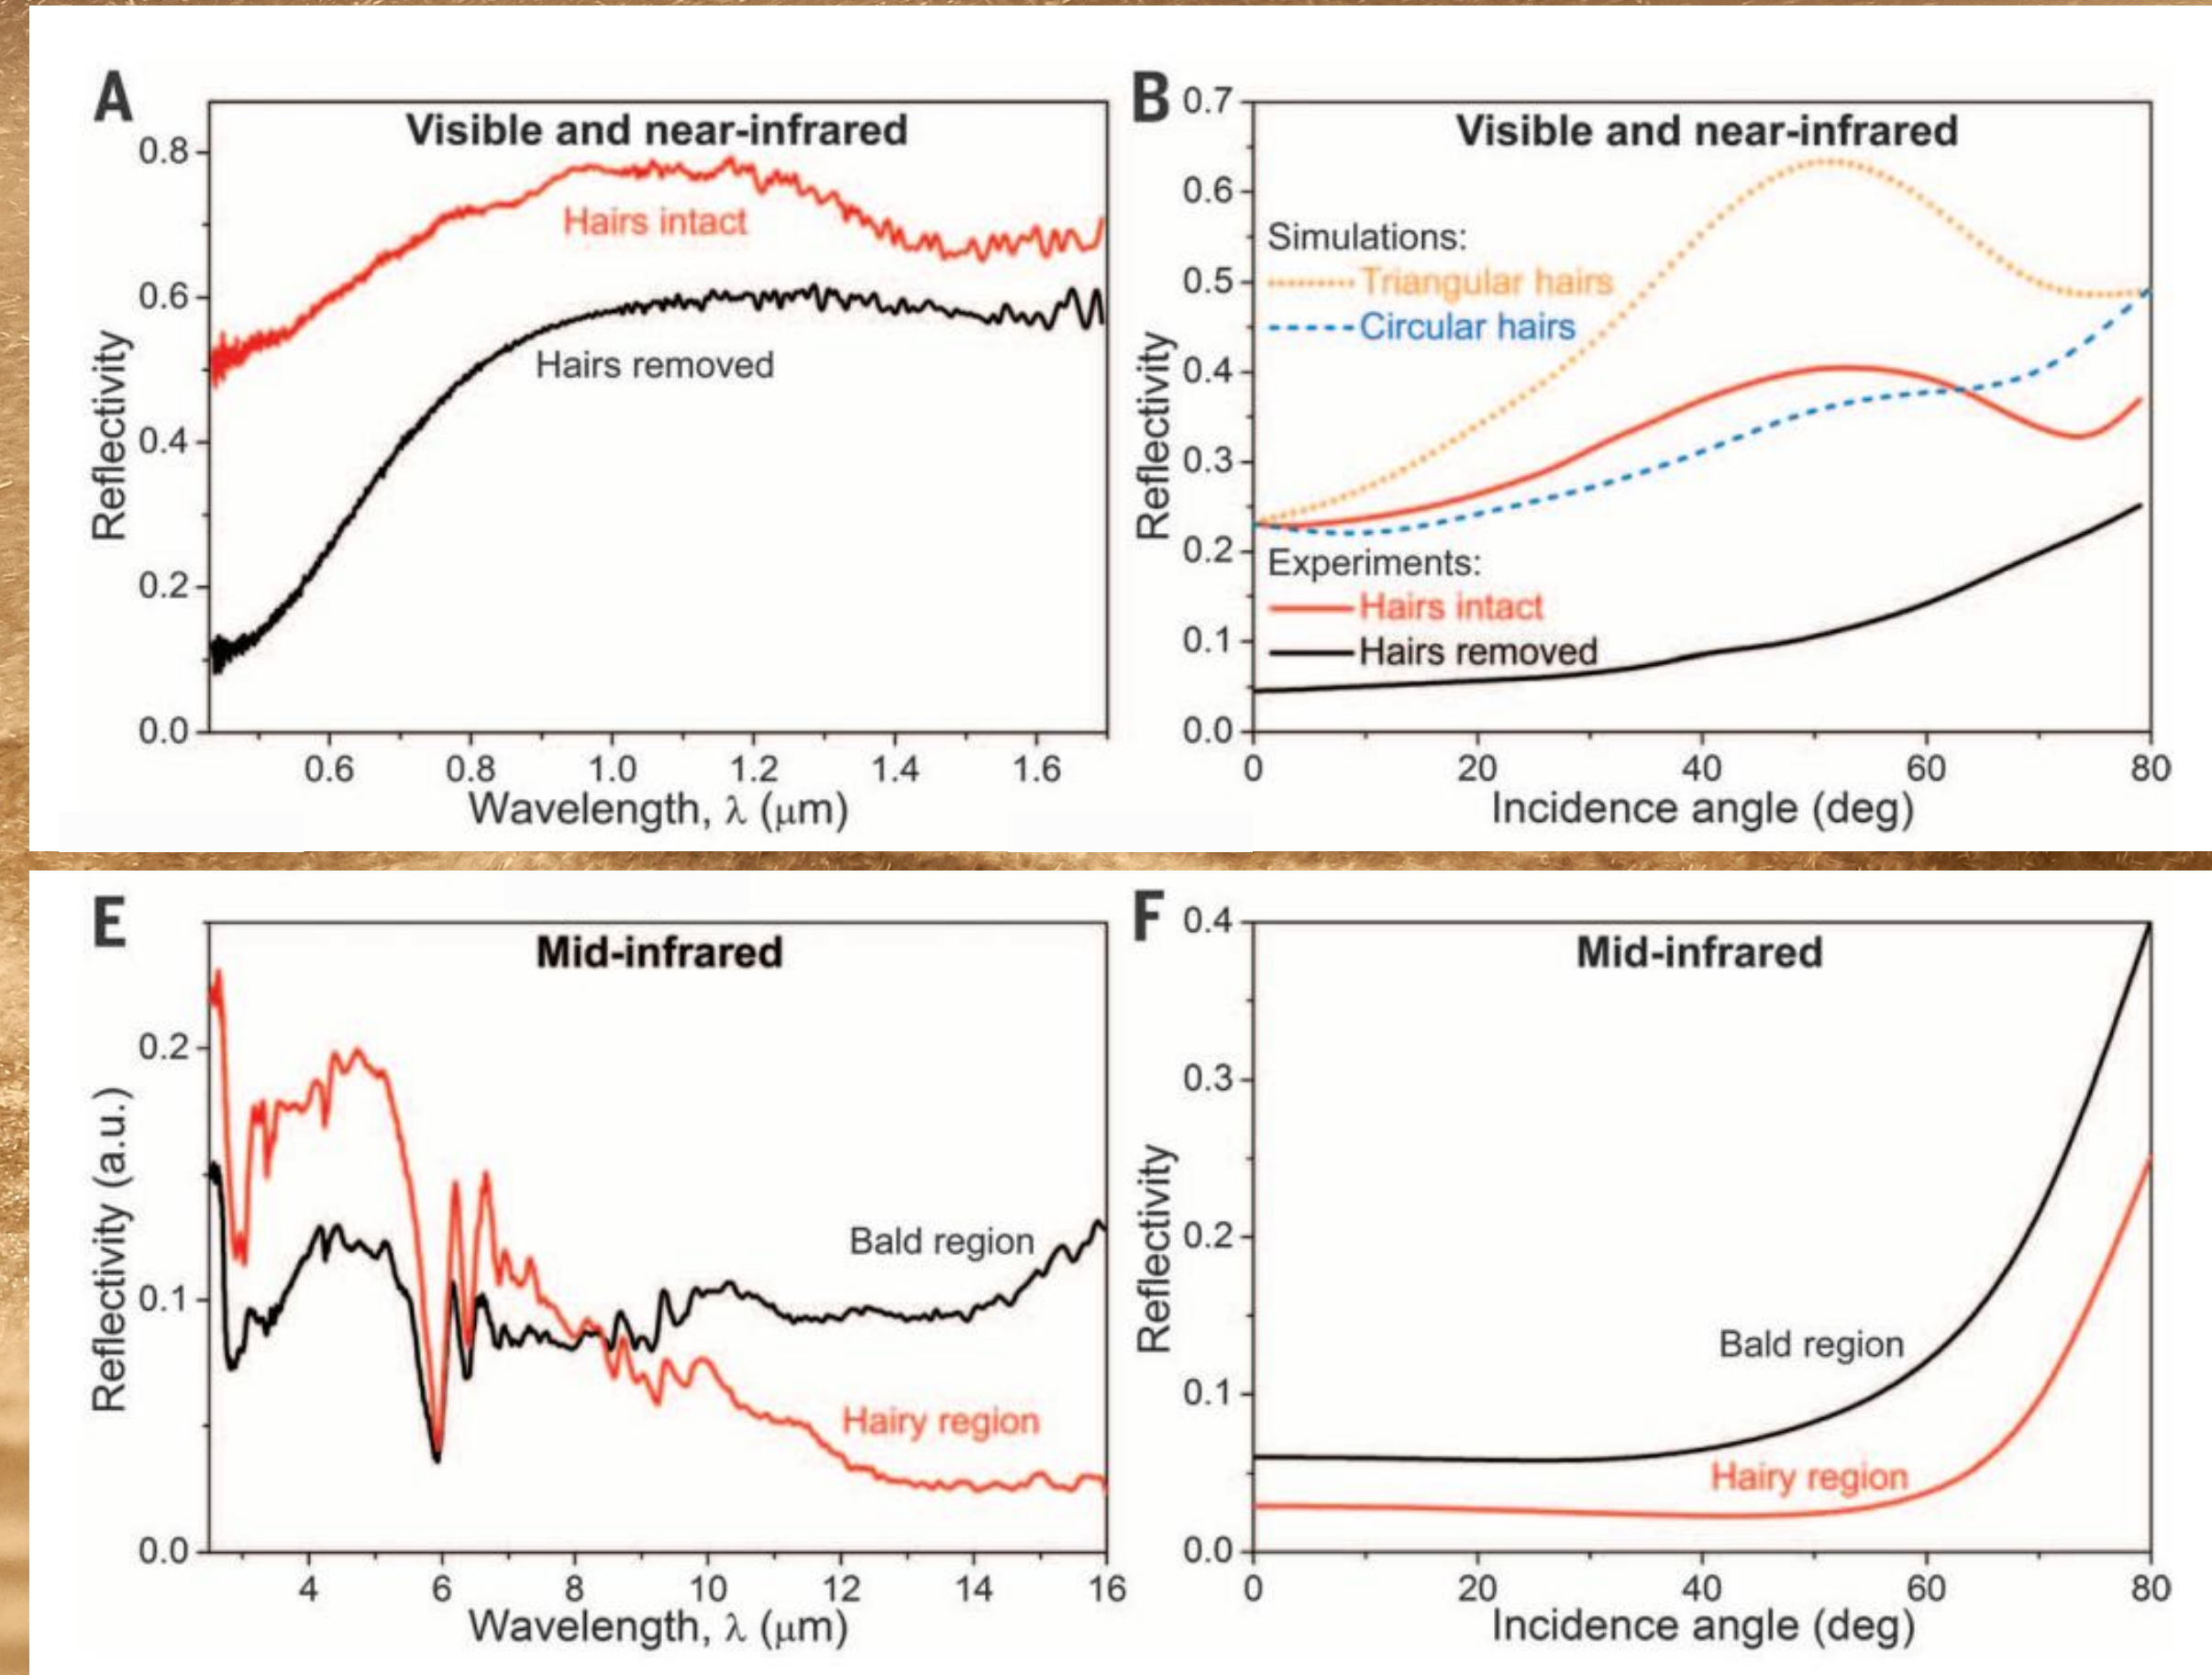 A
Visible and near-infrared
0.8
0.6
0.4
0.2
0.0
Reflectivity
Hairs intact
Hairs removed
0.6 0.8 1.0 1.2 1.4 1.6
Wavelength, λ (μm)
B
Visible and near-infrared
0.7
0.6
0.5
0.4
0.3
0.2
0.1
0.0
Reflectivity
Simulations:
Triangular hairs
Circular hairs
Experiments:
Hairs intact
Hairs removed
0 20 40 60 80
Incidence angle (deg)
E
Mid-infrared
0.2
0.1
0.0
Reflectivity (a.u.)
Bald region
Hairy region
4 6 8 10 12 14 16
Wavelength, λ (μm)
F
Mid-infrared
0.4
0.3
0.2
0.1
0.0
Reflectivity
Bald region
Hairy region
0 20 40 60 80
Incidence angle (deg)